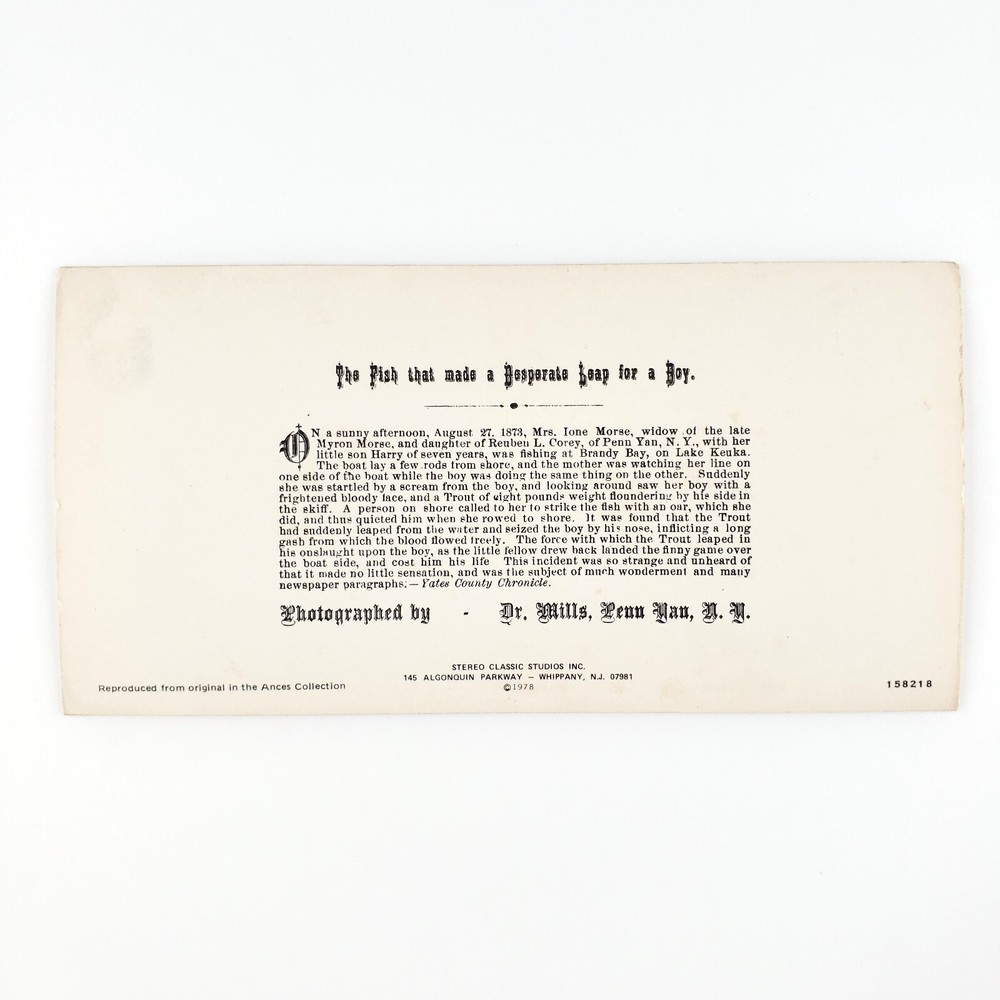 The Fish that made a Desperate Leap for a Boy.
ON a sunny afternoon, August 27, 1873, Mrs. Ione Morse, widow of the late
Myron Morse, and daughter of Reuben L. Corey, of Penn Yan, N. Y., with her
little son Harry of seven years, was fishing at Brandy Bay, on Lake Keuka.
The boat lay a few rods from shore, and the mother was watching her line on
one side of the boat while the boy was doing the same thing on the other. Suddenly
she was startled by a scream from the boy, and looking around saw her boy with a
frightened bloody face, and a Trout of eight pounds weight floundering by his side in
the skiff. A person on shore called to her to strike the fish with an oar, which she
did, and thus quieted him when she rowed to shore. It was found that the Trout
had suddenly leaped from the water and seized the boy by his nose, inflicting a long
gash from which the blood flowed freely. The force with which the Trout leaped in
his onslaught upon the boy, as the little fellow drew back landed the finny game over
the boat side, and cost him his life This incident was so strange and unheard of
that it made no little sensation, and was the subject of much wonderment and many
newspaper paragraphs.—Yates County Chronicle.
Photographed by - Dr. Mills, Penn Yan, N. Y.
STEREO CLASSIC STUDIOS INC.
145 ALGONQUIN PARKWAY – WHIPPANY, N.J. 07981
©1978
Reproduced from original in the Ances Collection
158218